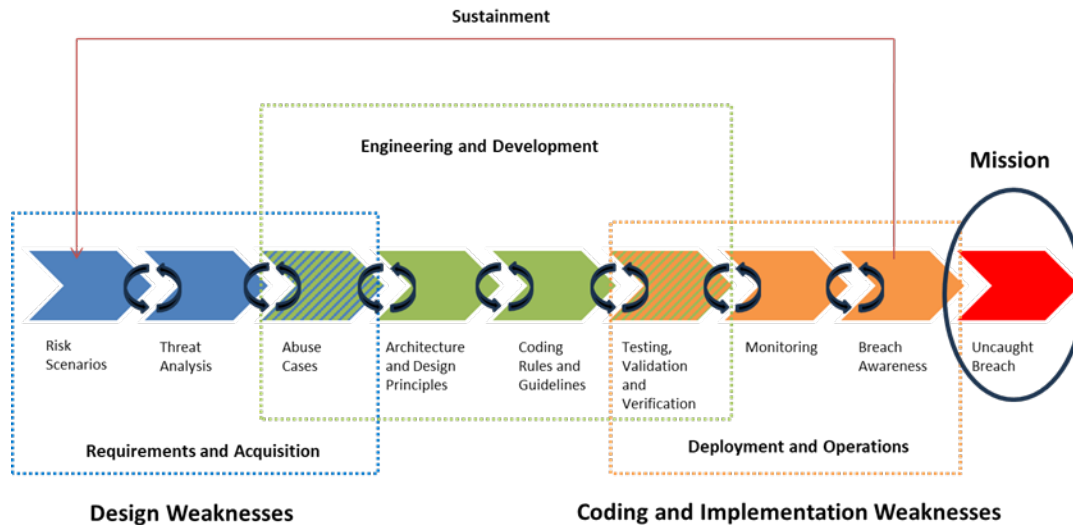 Sustainment
Engineering and Development
Mission
Risk
Scenarios
Threat
Analysis
Abuse
Cases
Architecture
and Design
Principles
Coding
Rules and
Guidelines
Testing,
Validation
and
Verification
Monitoring
Breach
Awareness
Uncaught
Breach
Requirements and Acquisition
Deployment and Operations
Design Weaknesses
Coding and Implementation Weaknesses